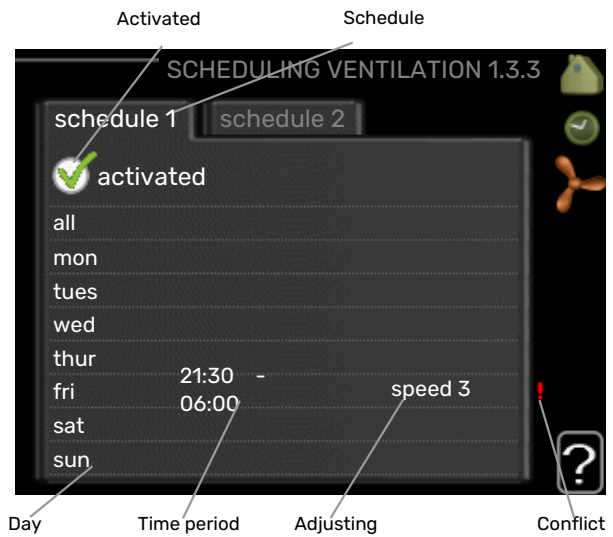 Activated Schedule
SCHEDULING VENTILATION 1.3.3
schedule 1 schedule 2
activated
all
mon
tues
wed
thur
fri 21:30 - speed 3 !
06:00
sat
sun
?
Day Time period Adjusting Conflict